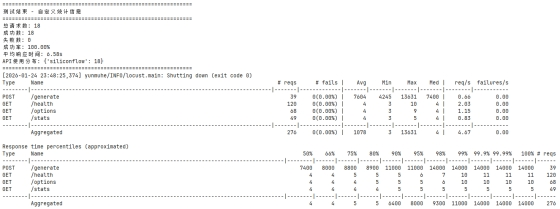 ============================================================
测试结束 - 自定义统计信息
============================================================
总请求数: 18
成功数: 18
失败数: 0
成功率: 100.00%
平均响应时间: 6.58s
API使用分布: {'siliconflow': 18}
============================================================
[2026-01-24 23:48:25,374] yunmuhe/INFO/locust.main: Shutting down (exit code 0)
Type Name # reqs # fails | Avg Min Max Med | req/s failures/s
POST /generate 39 0(0.00%) | 7604 4245 13631 7400 | 0.66 0.00
GET /health 120 0(0.00%) | 4 3 10 4 | 2.03 0.00
GET /options 68 0(0.00%) | 4 3 9 4 | 1.15 0.00
GET /stats 49 0(0.00%) | 4 3 5 4 | 0.83 0.00
Aggregated 276 0(0.00%) | 1078 3 13631 4 | 4.67 0.00
Response time percentiles (approximated)
Type Name 50% 66% 75% 80% 90% 95% 98% 99% 99.9% 99.99% 100% # reqs
POST /generate 7400 8000 8800 8900 11000 11000 14000 14000 14000 14000 14000 39
GET /health 4 4 5 5 5 6 7 10 11 11 11 120
GET /options 4 4 4 5 5 5 6 10 10 10 10 68
GET /stats 4 4 4 4 5 5 5 5 5 5 5 49
Aggregated 4 4 5 5 6400 8000 9300 11000 14000 14000 14000 276